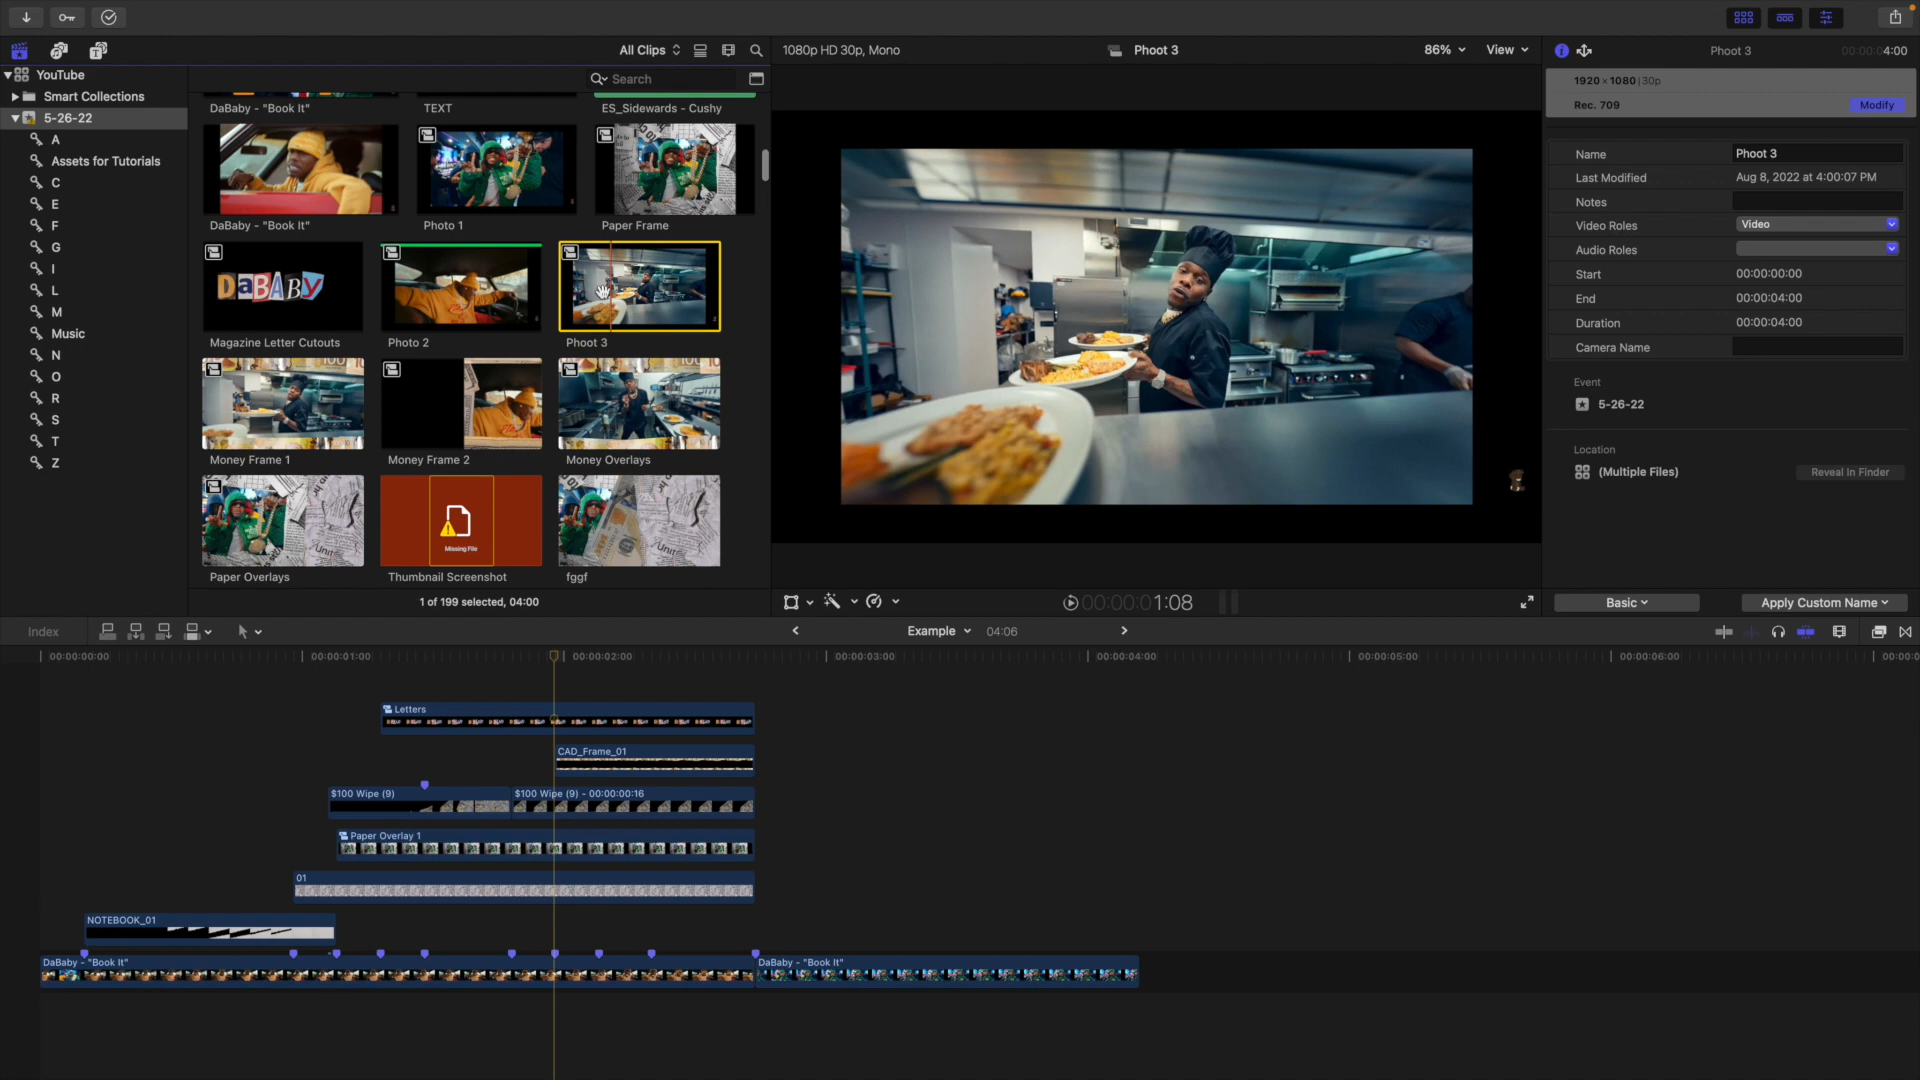 All Clips
1080p HD 30p, Mono
Phoot 3
86%
View
Phoot 3
00:00:04:00
YouTube
Smart Collections
5-26-22
A
Assets for Tutorials
C
E
F
G
I
L
M
Music
N
O
R
S
T
Z
Search
DaBaby - "Book It"
TEXT
ES_Sidewards - Cushy
DaBaby - "Book It"
Photo 1
Paper Frame
DABABY
Magazine Letter Cutouts
Photo 2
Phoot 3
Money Frame 1
Money Frame 2
Money Overlays
Missing File
Paper Overlays
Thumbnail Screenshot
fggf
1 of 199 selected, 04:00
00:00:01:08
1920 × 1080 | 30p
Rec. 709
Modify
Name
Phoot 3
Last Modified
Aug 8, 2022 at 4:00:07 PM
Notes
Video Roles
Video
Audio Roles
Start
00:00:00:00
End
00:00:04:00
Duration
00:00:04:00
Camera Name
Event
5-26-22
Location
(Multiple Files)
Reveal In Finder
Basic
Apply Custom Name
Index
Example
04:06
00:00:00:00
00:00:01:00
00:00:02:00
00:00:03:00
00:00:04:00
00:00:05:00
00:00:06:00
00:00:0
Letters
CAD_Frame_01
$100 Wipe (9)
$100 Wipe (9) - 00:00:00:16
Paper Overlay 1
01
NOTEBOOK_01
DaBaby - "Book It"
DaBaby - "Book It"